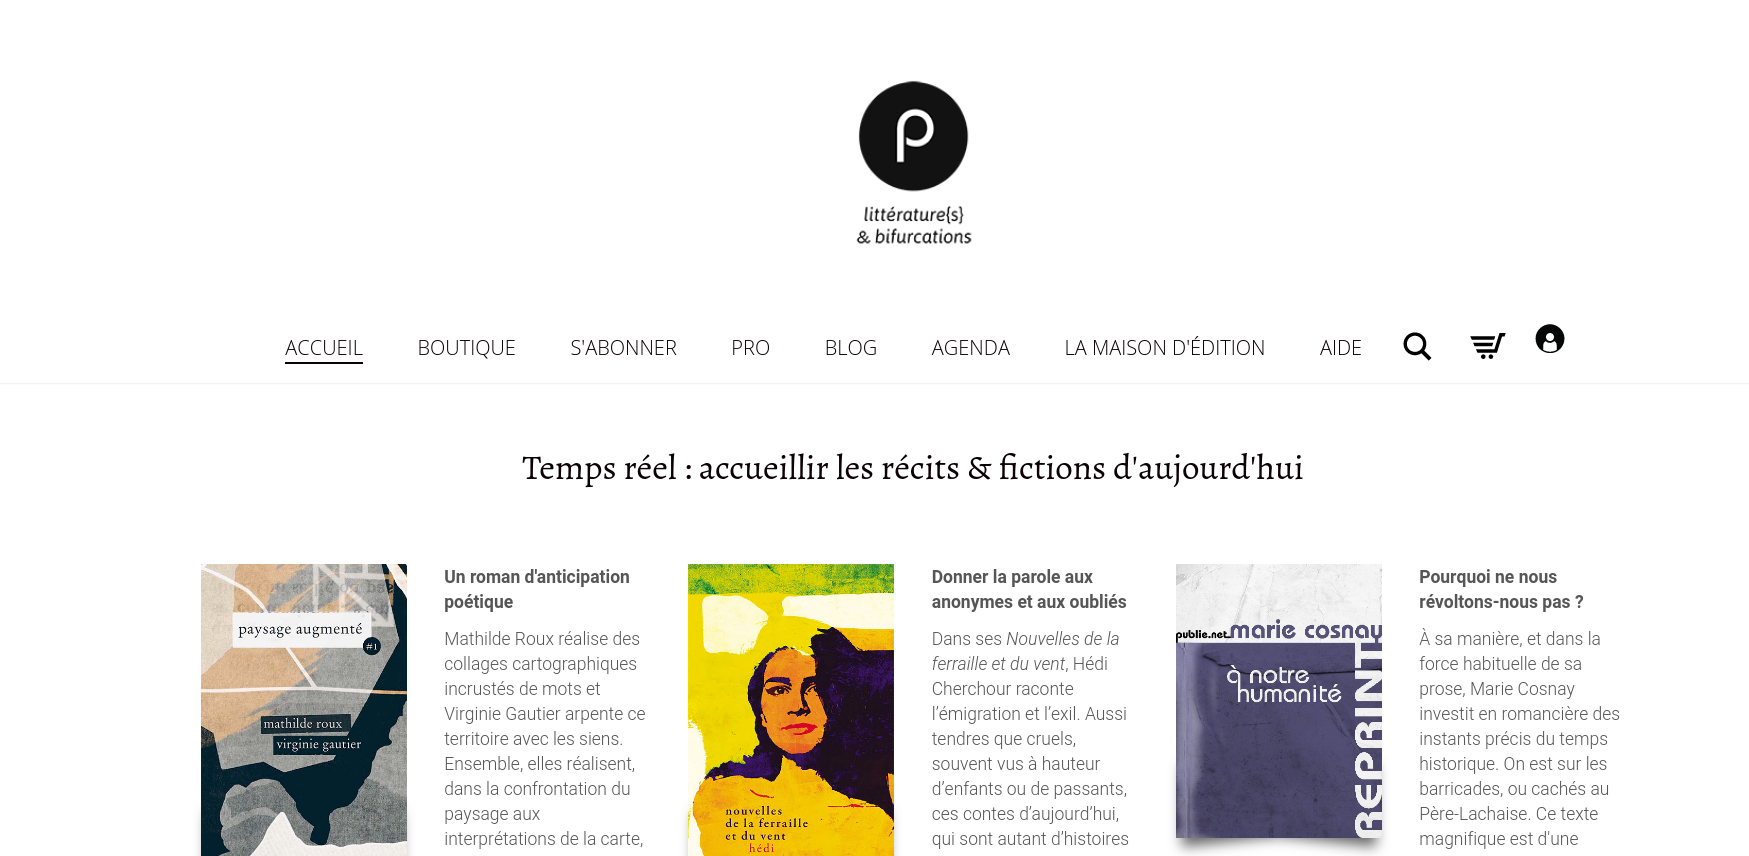 ρ
littérature{s}
& bifurcations
ACCUEIL BOUTIQUE S'ABONNER PRO BLOG AGENDA LA MAISON D'ÉDITION AIDE
Temps réel : accueillir les récits & fictions d'aujourd'hui
paysage augmenté
#1
mathilde roux
virginie gautier
Un roman d'anticipation
poétique
Mathilde Roux réalise des
collages cartographiques
incrustés de mots et
Virginie Gautier arpente ce
territoire avec les siens.
Ensemble, elles réalisent,
dans la confrontation du
paysage aux
interprétations de la carte,
nouvelles
de la ferraille
et du vent
hédi
Donner la parole aux
anonymes et aux oubliés
Dans ses Nouvelles de la
ferraille et du vent, Hédi
Cherchour raconte
l’émigration et l’exil. Aussi
tendres que cruels,
souvent vus à hauteur
d’enfants ou de passants,
ces contes d’aujourd’hui,
qui sont autant d’histoires
publie.net
marie cosnay
à notre
humanité
REPRINT
Pourquoi ne nous
révoltons-nous pas ?
À sa manière, et dans la
force habituelle de sa
prose, Marie Cosnay
investit en romancière des
instants précis du temps
historique. On est sur les
barricades, ou cachés au
Père-Lachaise. Ce texte
magnifique est d'une